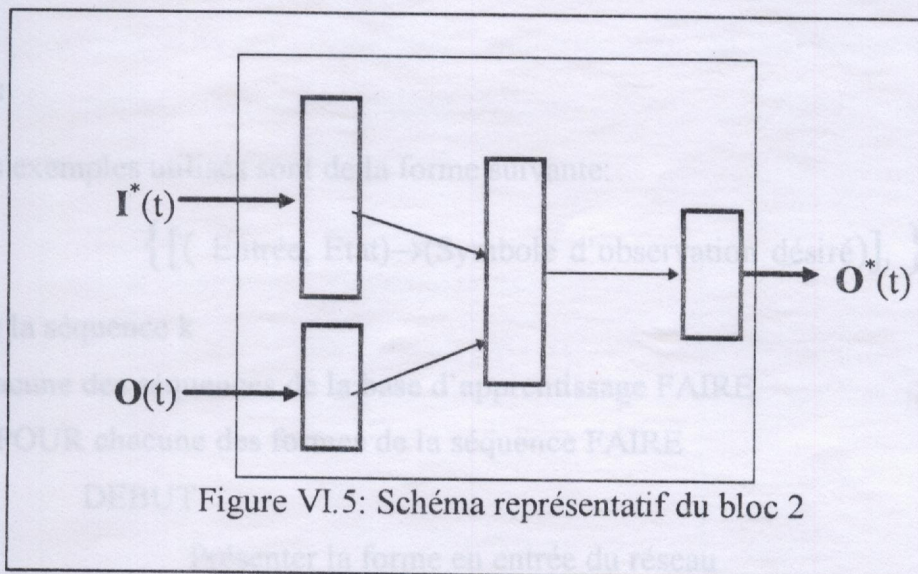 exemples utilisés sont de la forme suivante:
I*(t)
{[( Entrée, Etat)→(Symbole d'observation désiré)],
O*(t)
la séquence k
chacune des séquences de la base d'apprentissage FAIRE
O(t)
POUR chacune des formes de la séquence FAIRE
DEBUT
Figure VI.5: Schéma représentatif du bloc 2
Présenter la forme en entrée du réseau